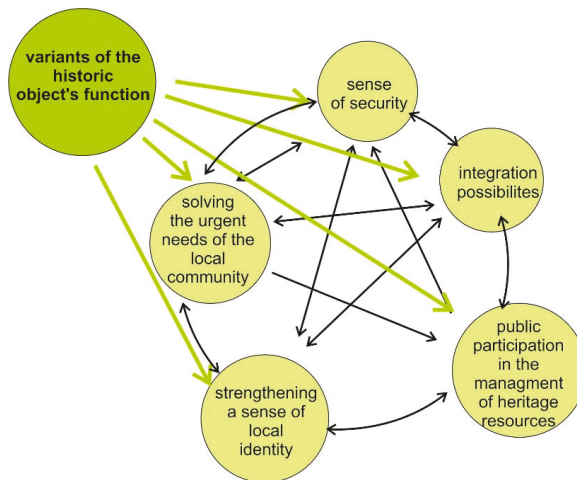 variants of the
historic
object's function
sense
of security
integration
possibilites
solving
the urgent
needs of the
local
community
public
participation
in the
managment
of heritage
resources
strengthening
a sense of
local
identity